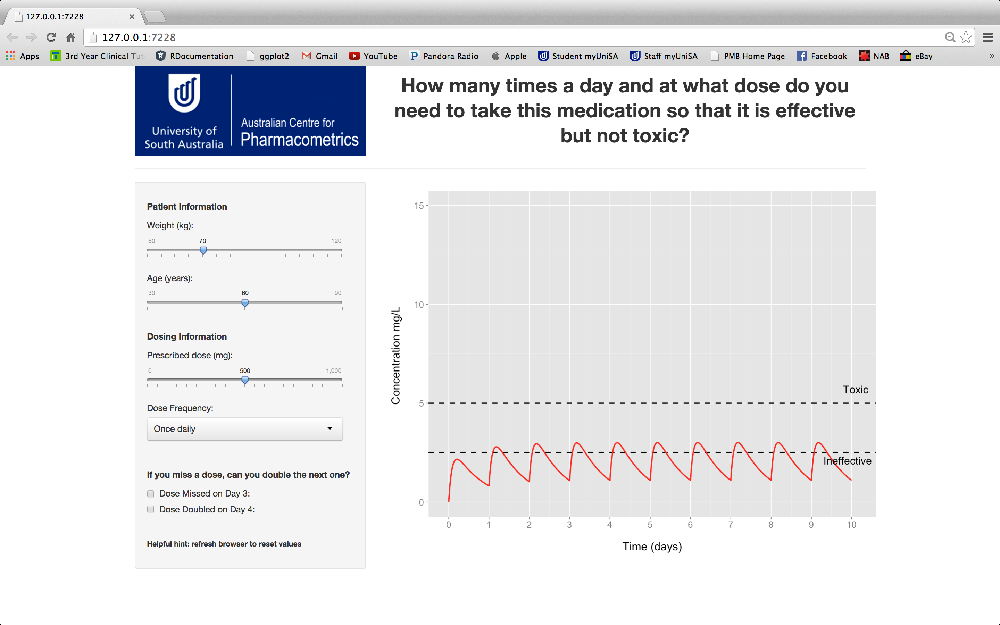 127.0.0.1:7228
127.0.0.1:7228
Apps 3rd Year Clinical Tut RDocumentation ggplot2 Gmail YouTube Pandora Radio Apple Student myUniSA Staff myUniSA PMB Home Page Facebook NAB eBay »
University of
South Australia
Australian Centre for
Pharmacometrics
How many times a day and at what dose do you
need to take this medication so that it is effective
but not toxic?
Patient Information
Weight (kg):
50 70 120
Age (years):
30 60 90
Dosing Information
Prescribed dose (mg):
0 500 1,000
Dose Frequency:
Once daily
If you miss a dose, can you double the next one?
Dose Missed on Day 3:
Dose Doubled on Day 4:
Helpful hint: refresh browser to reset values
Concentration mg/L
15
10
5
0
Toxic
Ineffective
0 1 2 3 4 5 6 7 8 9 10
Time (days)